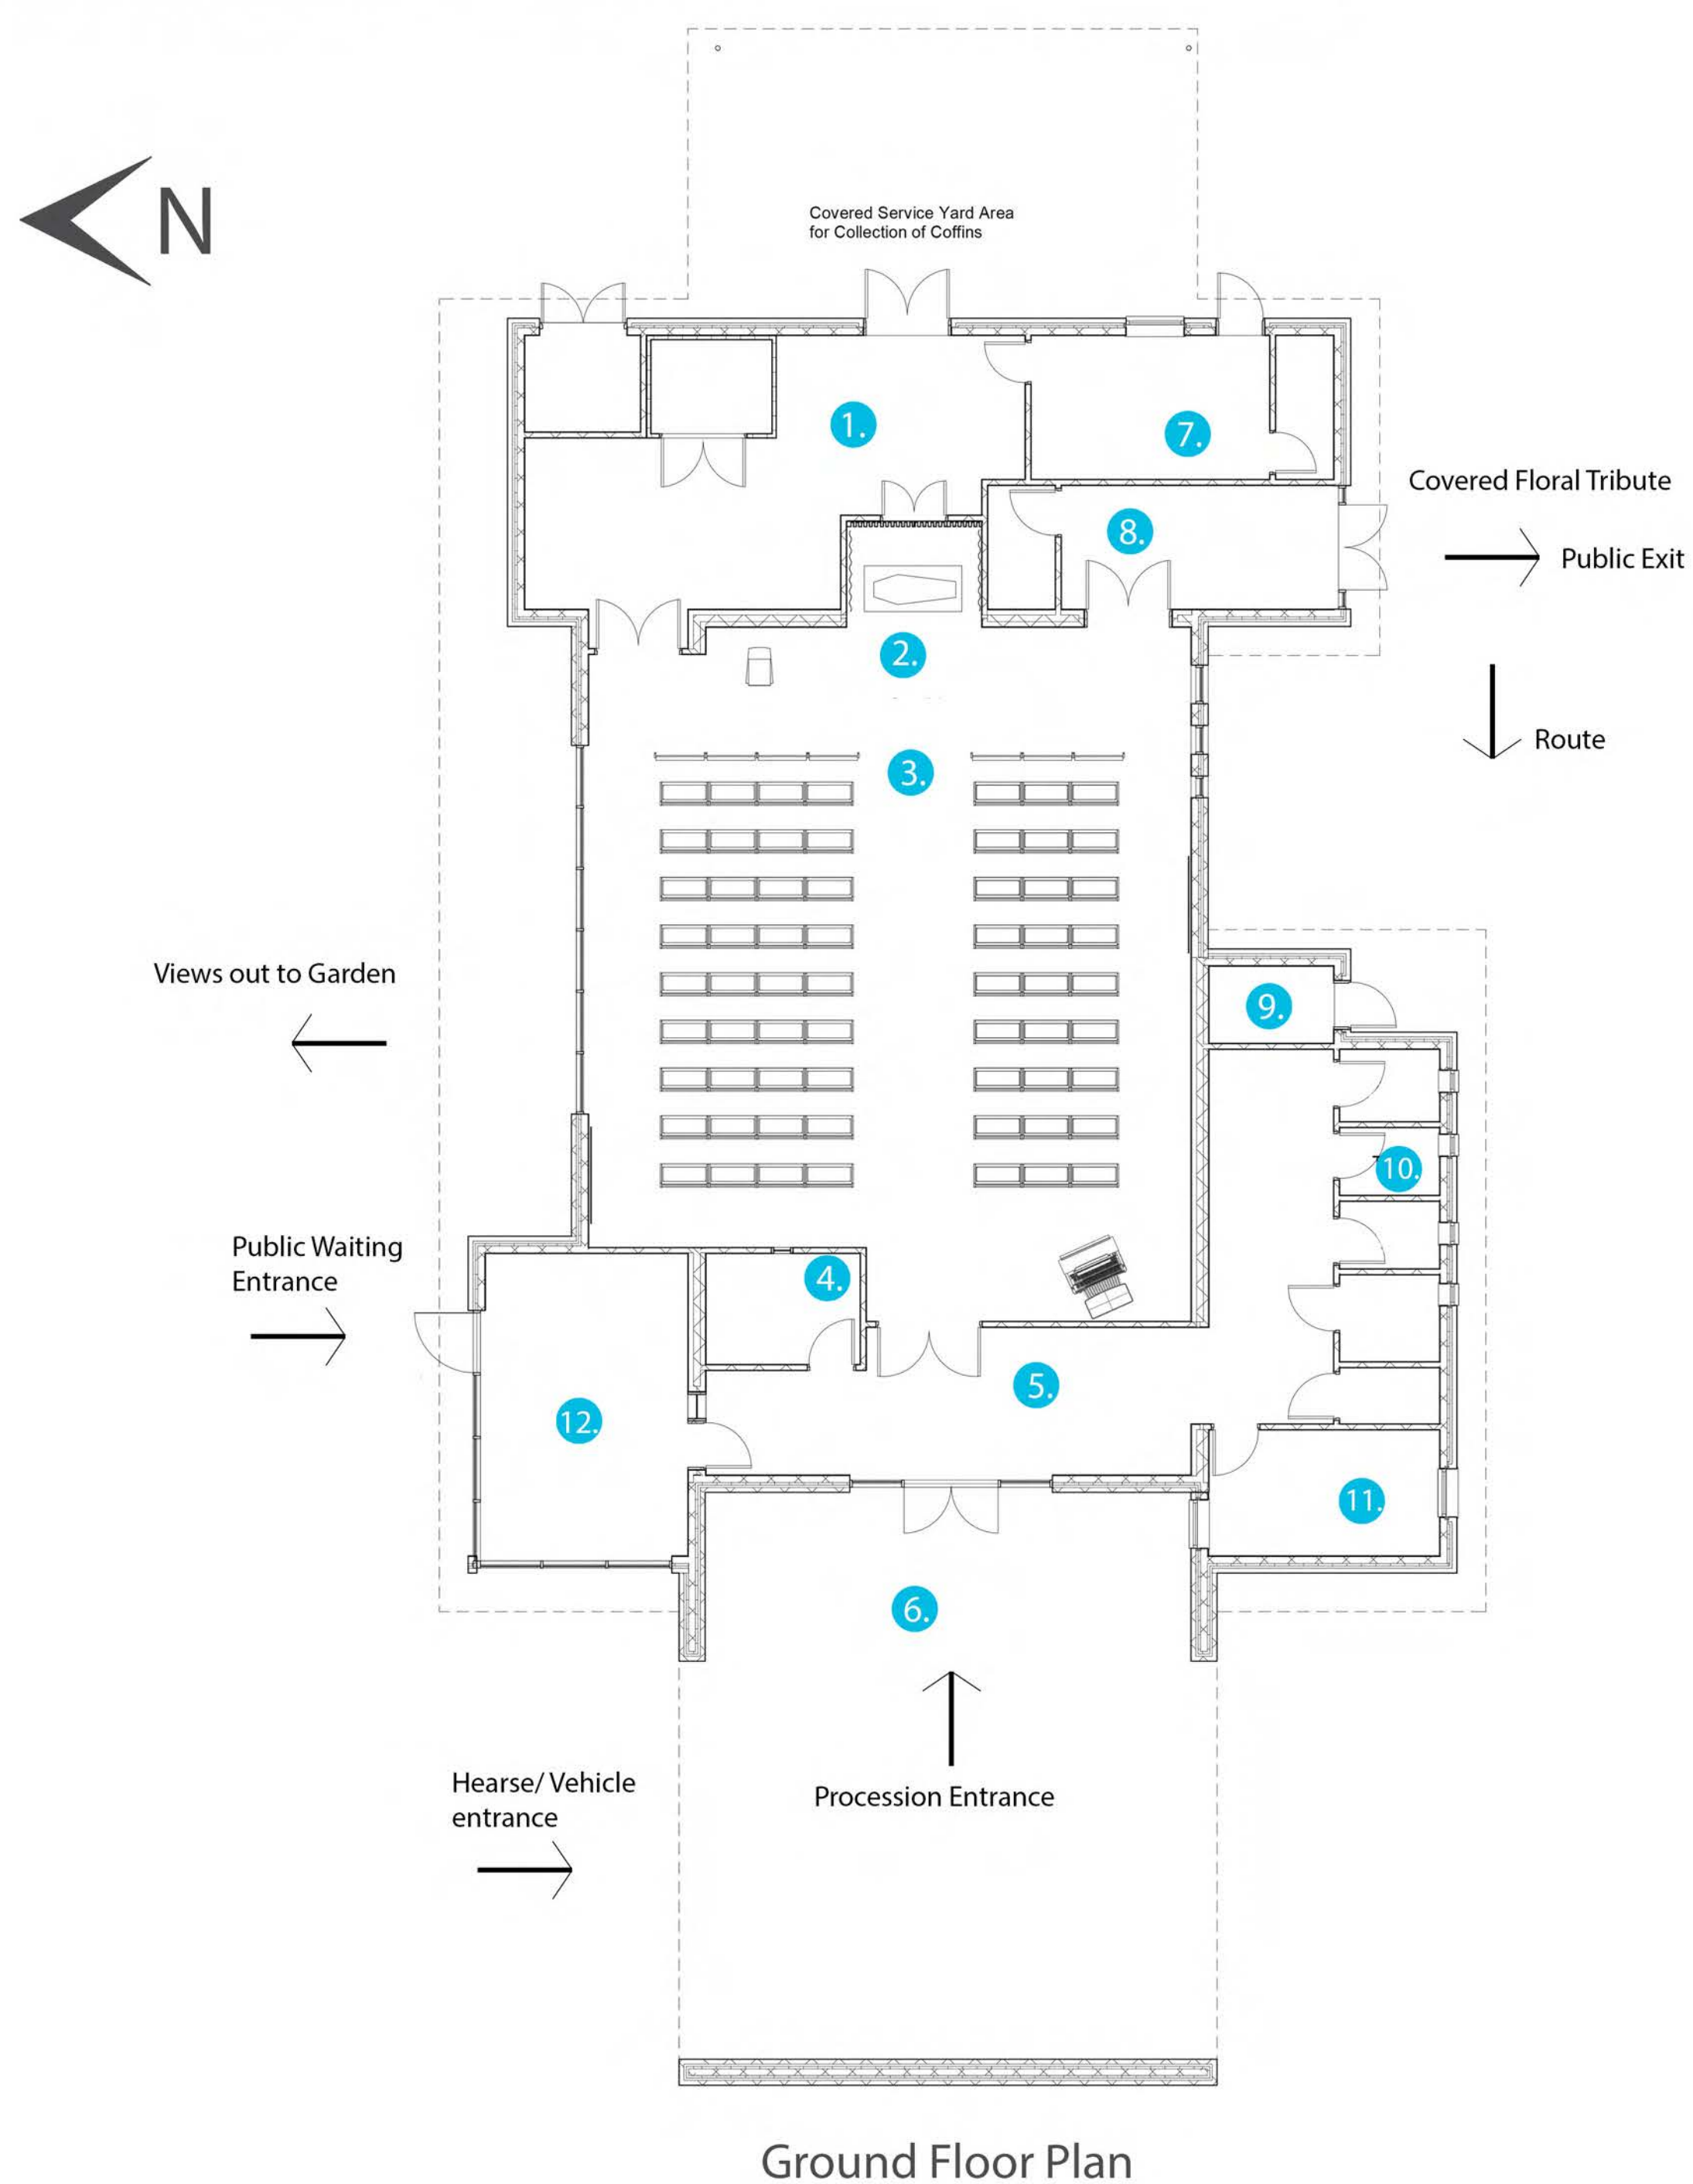 N
Covered Service Yard Area
for Collection of Coffins
1.
7.
Covered Floral Tribute
8.
Public Exit
2.
Route
3.
Views out to Garden
9.
10.
Public Waiting
Entrance
4.
5.
12.
11.
6.
Hearse/ Vehicle
entrance
Procession Entrance
Ground Floor Plan